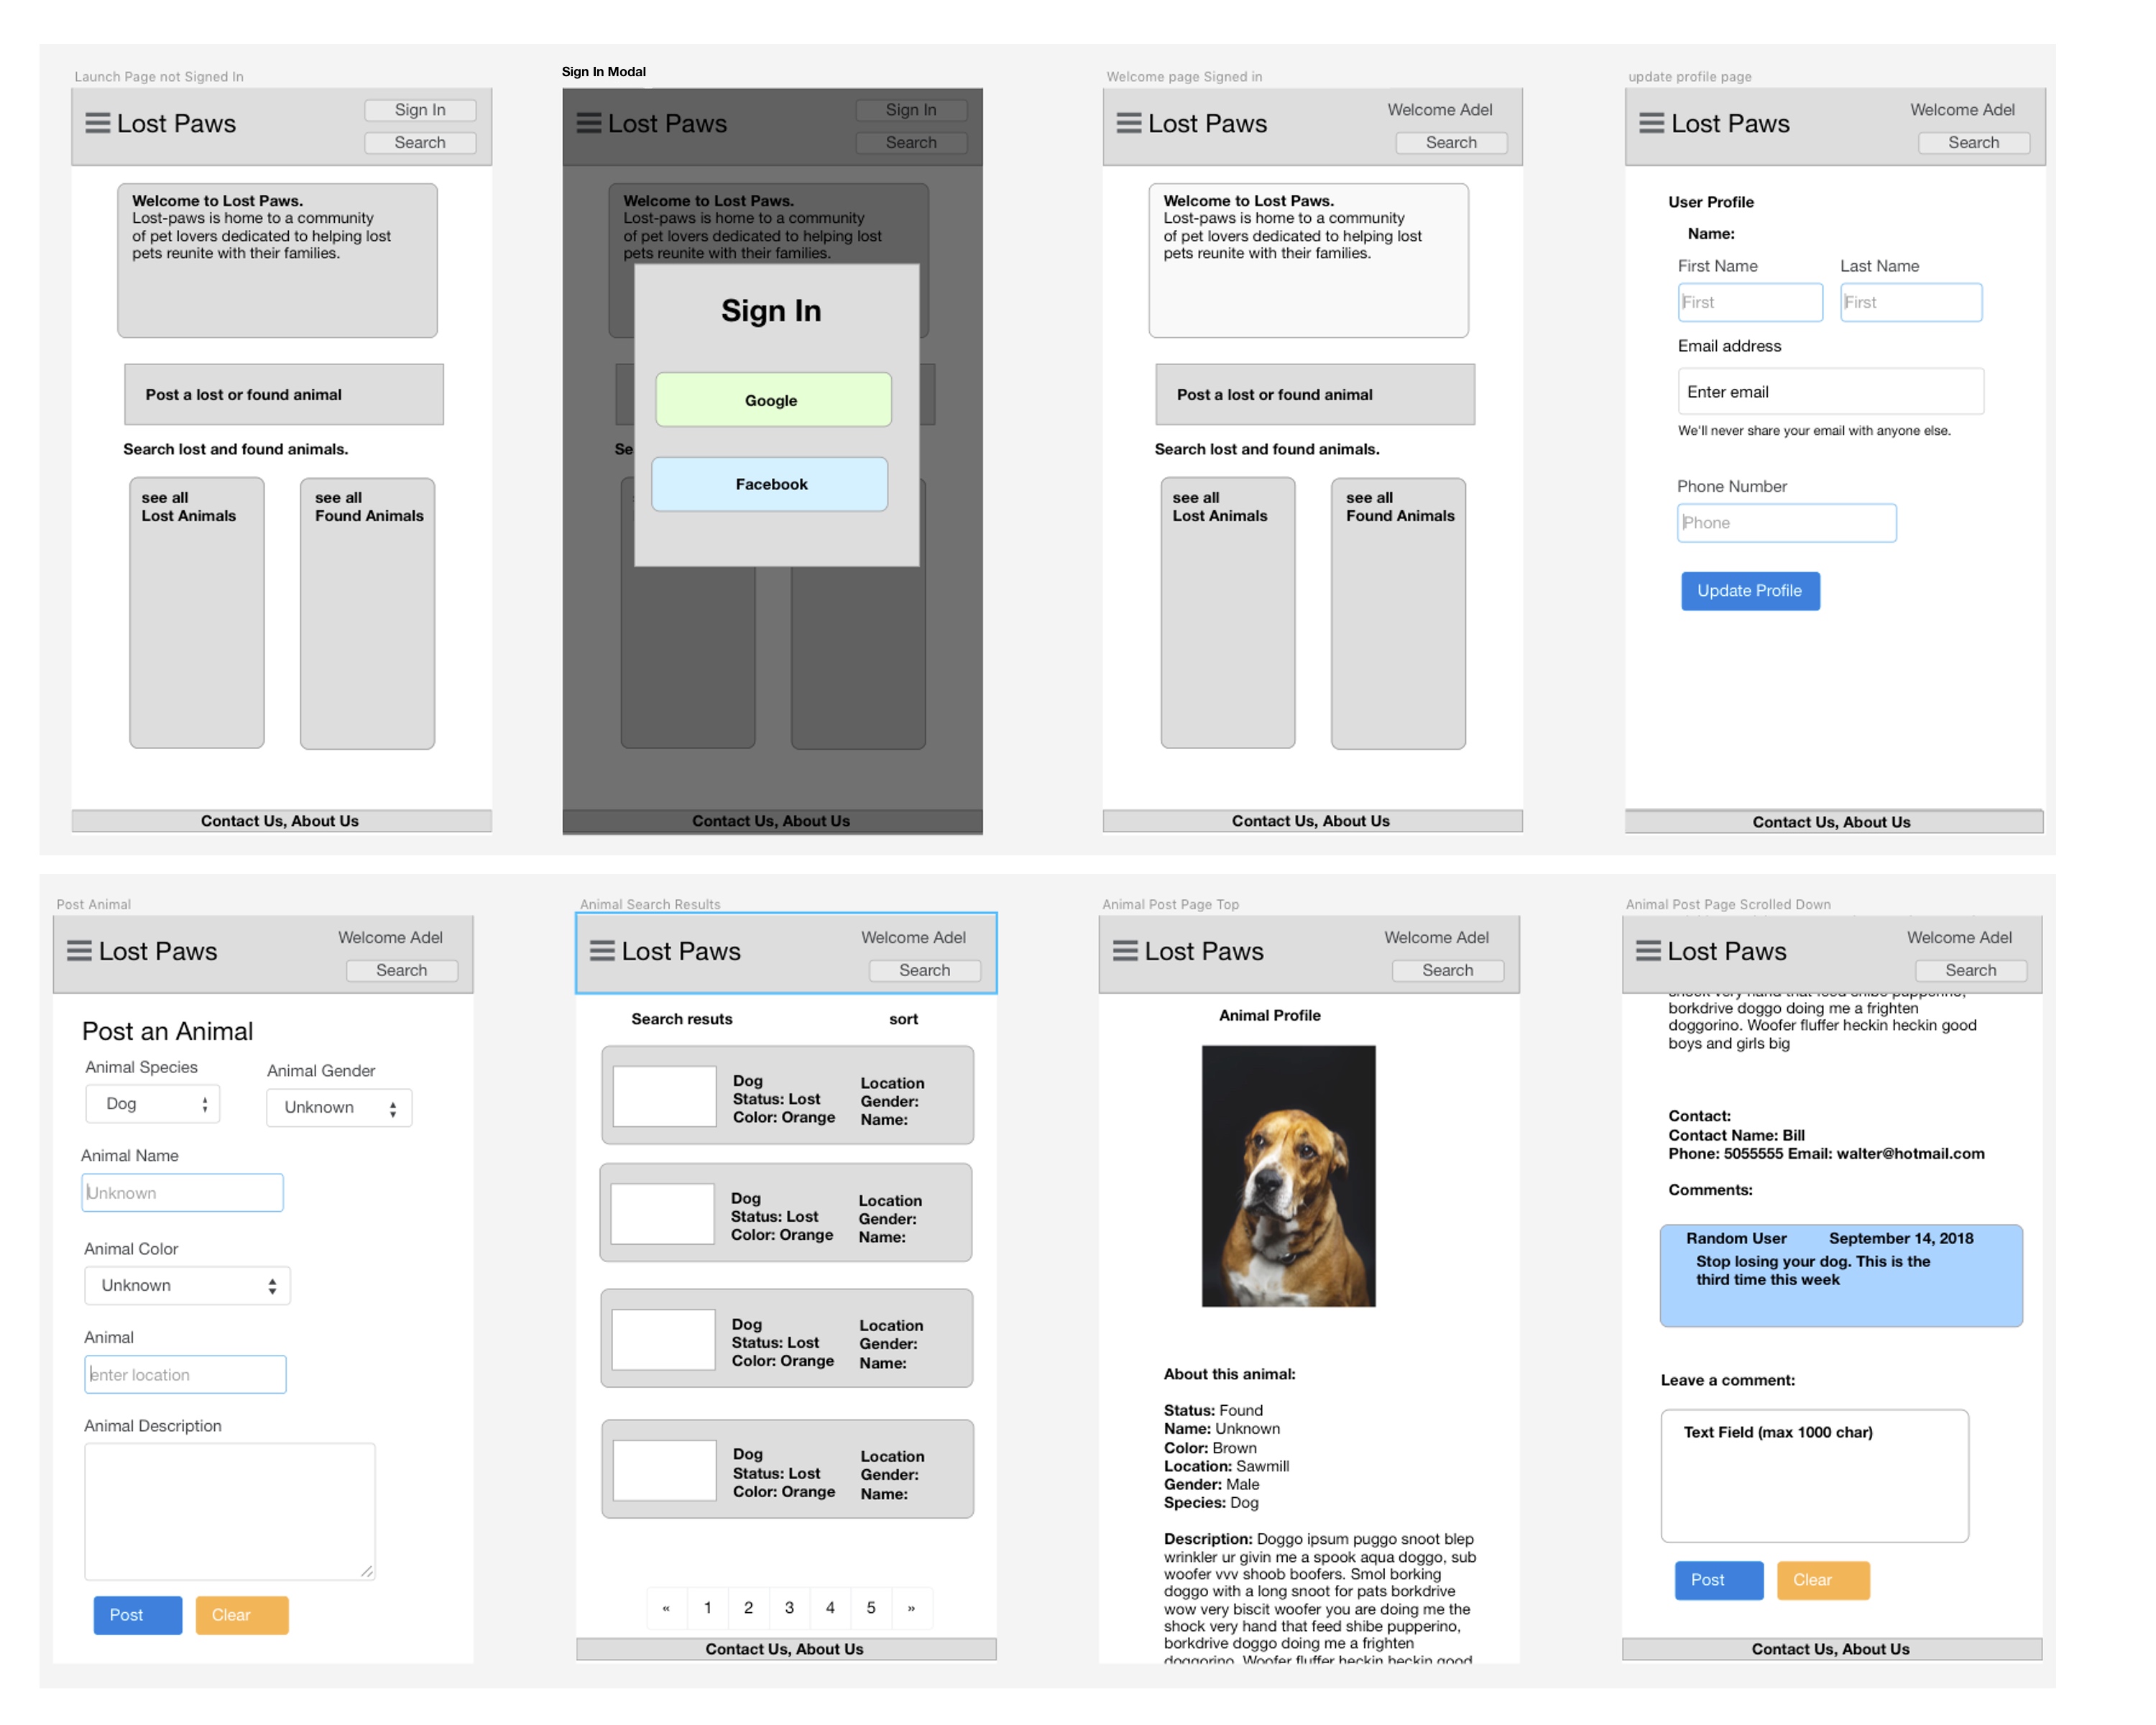 Launch Page not Signed In
Lost Paws
Sign In
Search
Welcome to Lost Paws.
Lost-paws is home to a community
of pet lovers dedicated to helping lost
pets reunite with their families.
Post a lost or found animal
Search lost and found animals.
see all
Lost Animals
see all
Found Animals
Contact Us, About Us
Sign In Modal
Lost Paws
Sign In
Search
Welcome to Lost Paws.
Lost-paws is home to a community
of pet lovers dedicated to helping lost
pets reunite with their families.
Sign In
Google
Se
Facebook
Contact Us, About Us
Welcome page Signed in
Lost Paws
Welcome Adel
Search
Welcome to Lost Paws.
Lost-paws is home to a community
of pet lovers dedicated to helping lost
pets reunite with their families.
Post a lost or found animal
Search lost and found animals.
see all
Lost Animals
see all
Found Animals
Contact Us, About Us
update profile page
Lost Paws
Welcome Adel
Search
User Profile
Name:
First Name
Last Name
First
First
Email address
Enter email
We'll never share your email with anyone else.
Phone Number
Phone
Update Profile
Contact Us, About Us
Post Animal
Lost Paws
Welcome Adel
Search
Post an Animal
Animal Species
Animal Gender
Dog
Unknown
Animal Name
Unknown
Animal Color
Unknown
Animal
enter location
Animal Description
Post
Clear
Animal Search Results
Lost Paws
Welcome Adel
Search
Search resuts
sort
Dog
Status: Lost
Color: Orange
Location
Gender:
Name:
Dog
Status: Lost
Color: Orange
Location
Gender:
Name:
Dog
Status: Lost
Color: Orange
Location
Gender:
Name:
Dog
Status: Lost
Color: Orange
Location
Gender:
Name:
« 1 2 3 4 5 »
Contact Us, About Us
Animal Post Page Top
Lost Paws
Welcome Adel
Search
Animal Profile
About this animal:
Status: Found
Name: Unknown
Color: Brown
Location: Sawmill
Gender: Male
Species: Dog
Description: Doggo ipsum puggo snoot blep
wrinkler ur givin me a spook aqua doggo, sub
woofer vvv shoob boofers. Smol borking
doggo with a long snoot for pats borkdrive
wow very biscit woofer you are doing me the
shock very hand that feed shibe pupperino,
borkdrive doggo doing me a frighten
doggorino. Woofer fluffer heckin heckin good
Animal Post Page Scrolled Down
Lost Paws
Welcome Adel
Search
shock very hand that feed shibe pupperino,
borkdrive doggo doing me a frighten
doggorino. Woofer fluffer heckin heckin good
boys and girls big
Contact:
Contact Name: Bill
Phone: 5055555 Email: walter@hotmail.com
Comments:
Random User
September 14, 2018
Stop losing your dog. This is the
third time this week
Leave a comment:
Text Field (max 1000 char)
Post
Clear
Contact Us, About Us